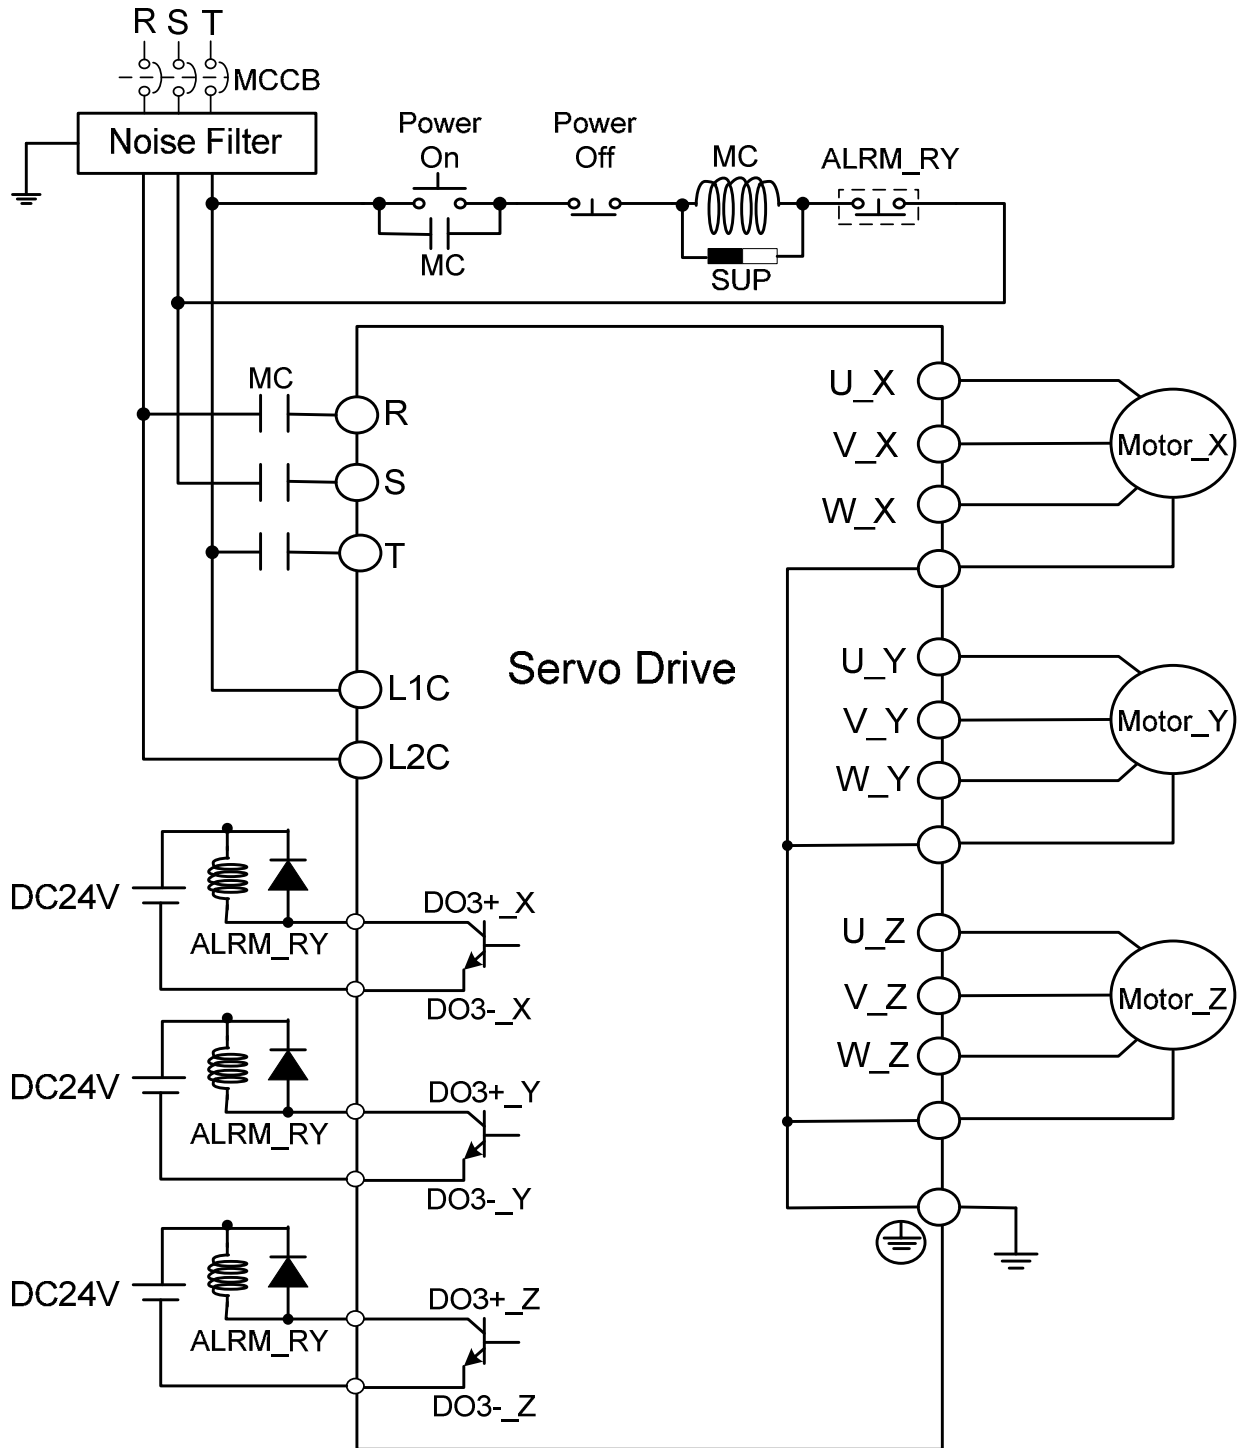 R S T
MCCB
Noise Filter
Power
On
Power
Off
MC
ALRM_RY
MC
SUP
MC
R
S
T
L1C
L2C
Servo Drive
U_X
V_X
W_X
Motor_X
U_Y
V_Y
W_Y
Motor_Y
U_Z
V_Z
W_Z
Motor_Z
DC24V
ALRM_RY
DO3+_X
DO3-_X
DC24V
ALRM_RY
DO3+_Y
DO3-_Y
DC24V
ALRM_RY
DO3+_Z
DO3-_Z